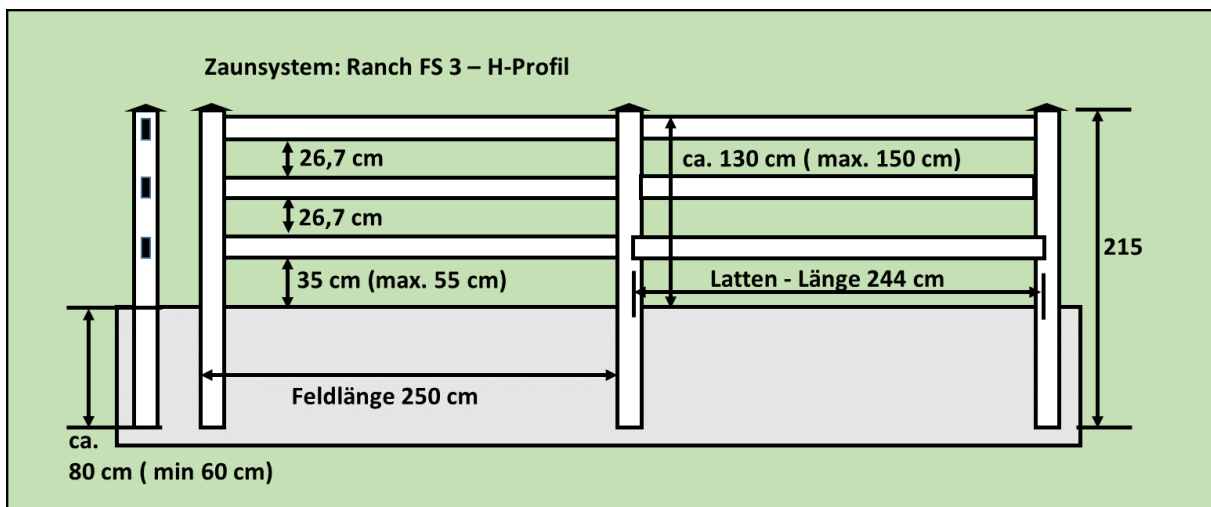 Zaunsystem: Ranch FS 3 – H-Profil
26,7 cm
ca. 130 cm ( max. 150 cm)
26,7 cm
215
35 cm (max. 55 cm)
Latten - Länge 244 cm
Feldlänge 250 cm
ca.
80 cm ( min 60 cm)